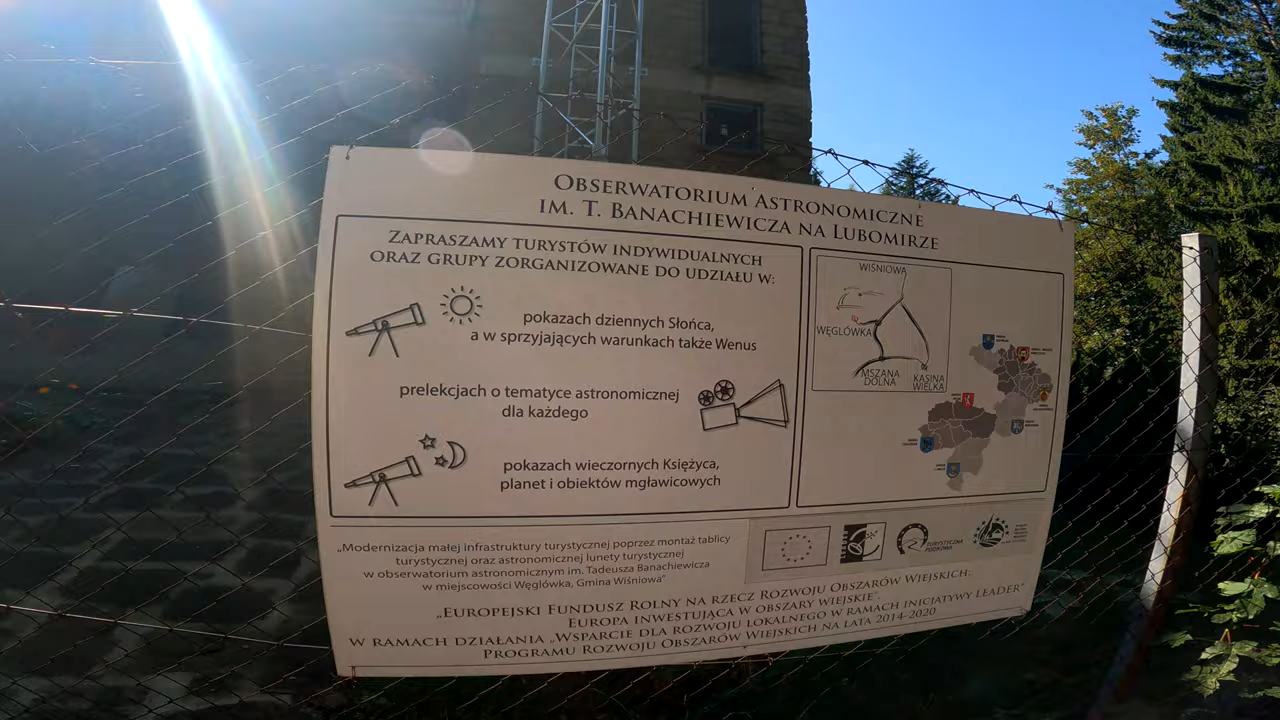 Obserwatorium Astronomiczne
im. T. Banachiewicza na Lubomirze
Zapraszamy turystów indywidualnych
oraz grupy zorganizowane do udziału w:
pokazach dziennych Słońca,
a w sprzyjających warunkach także Wenus
prelekcjach o tematyce astronomicznej
dla każdego
pokazach wieczornych Księżyca,
planet i obiektów mgławicowych
WIŚNIOWA
WĘGLÓWKA
MSZANA
DOLNA
KASINA
WIELKA
„Modernizacja małej infrastruktury turystycznej poprzez montaż tablicy
turystycznej oraz astronomicznej lunety turystycznej
w obserwatorium astronomicznym im. Tadeusza Banachiewicza
w miejscowości Węglówka, Gmina Wiśniowa”
TURYSTYCZNA
PODKOWA
„Europejski Fundusz Rolny na rzecz Rozwoju Obszarów Wiejskich:
Europa inwestująca w obszary wiejskie”.
w ramach działania „Wsparcie dla rozwoju lokalnego w ramach inicjatywy LEADER”
Programu Rozwoju Obszarów Wiejskich na lata 2014-2020